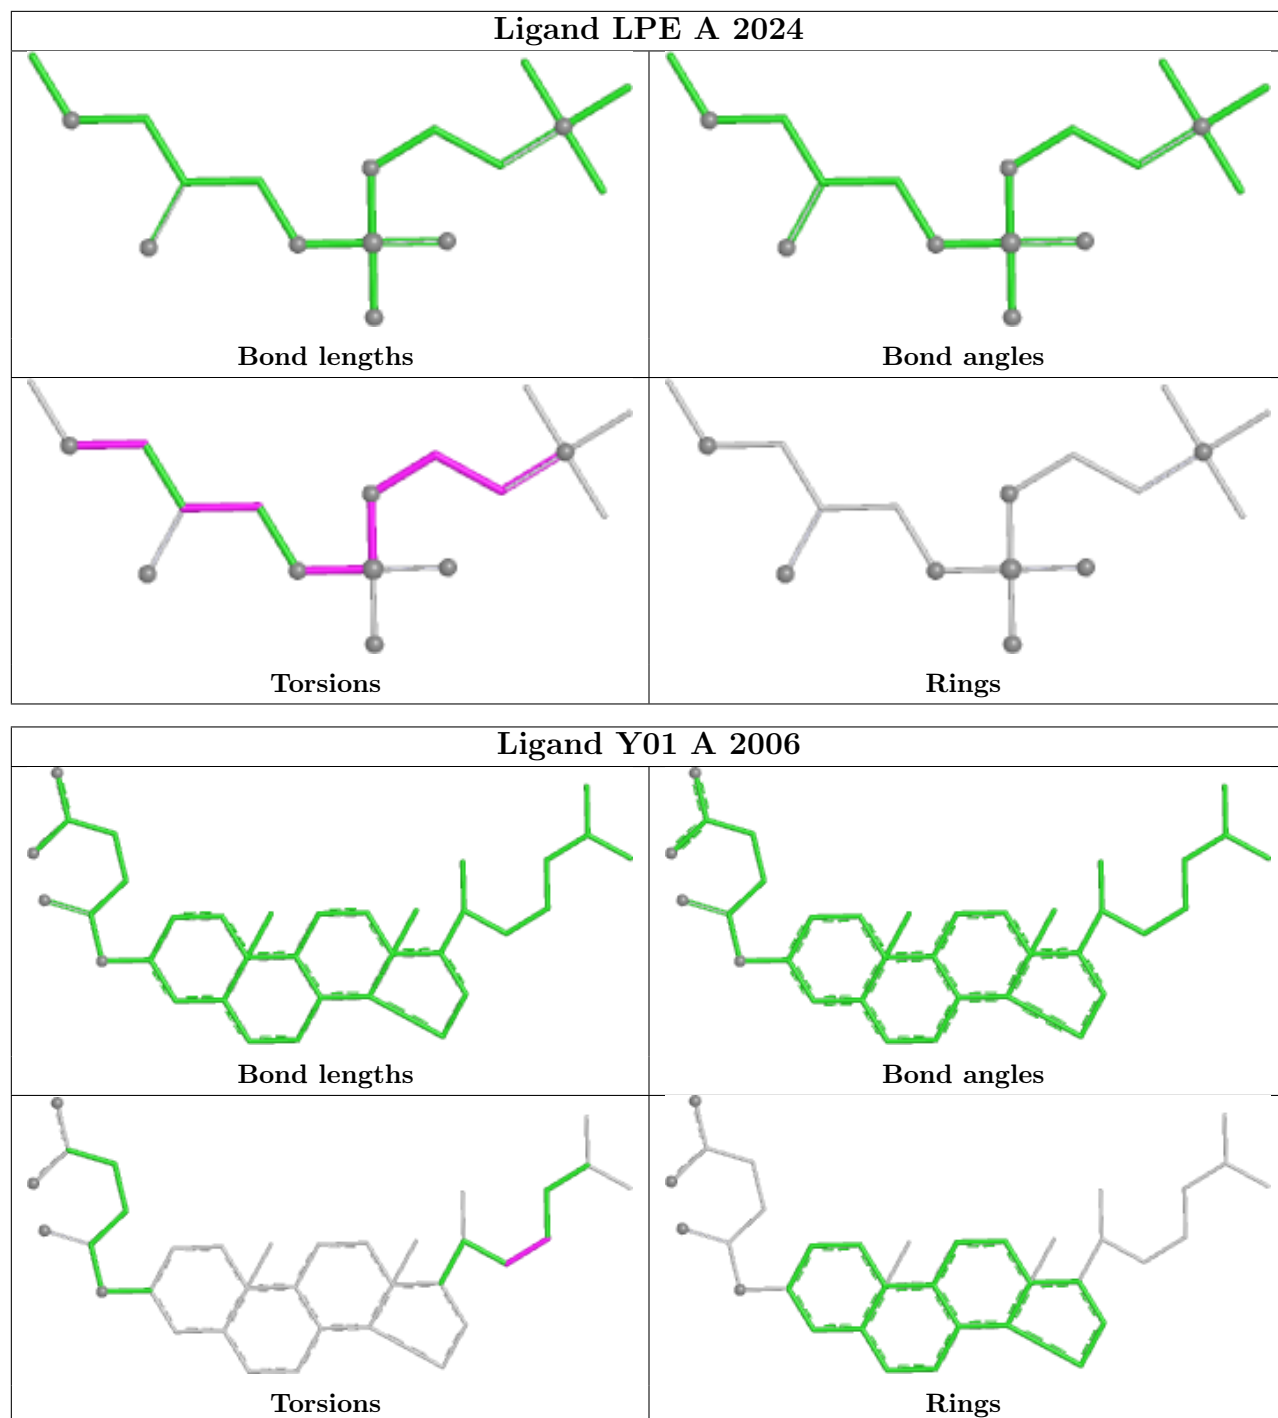 Ligand LPE A 2024
Bond lengths
Bond angles
Torsions
Rings
Ligand Y01 A 2006
Bond lengths
Bond angles
Torsions
Rings